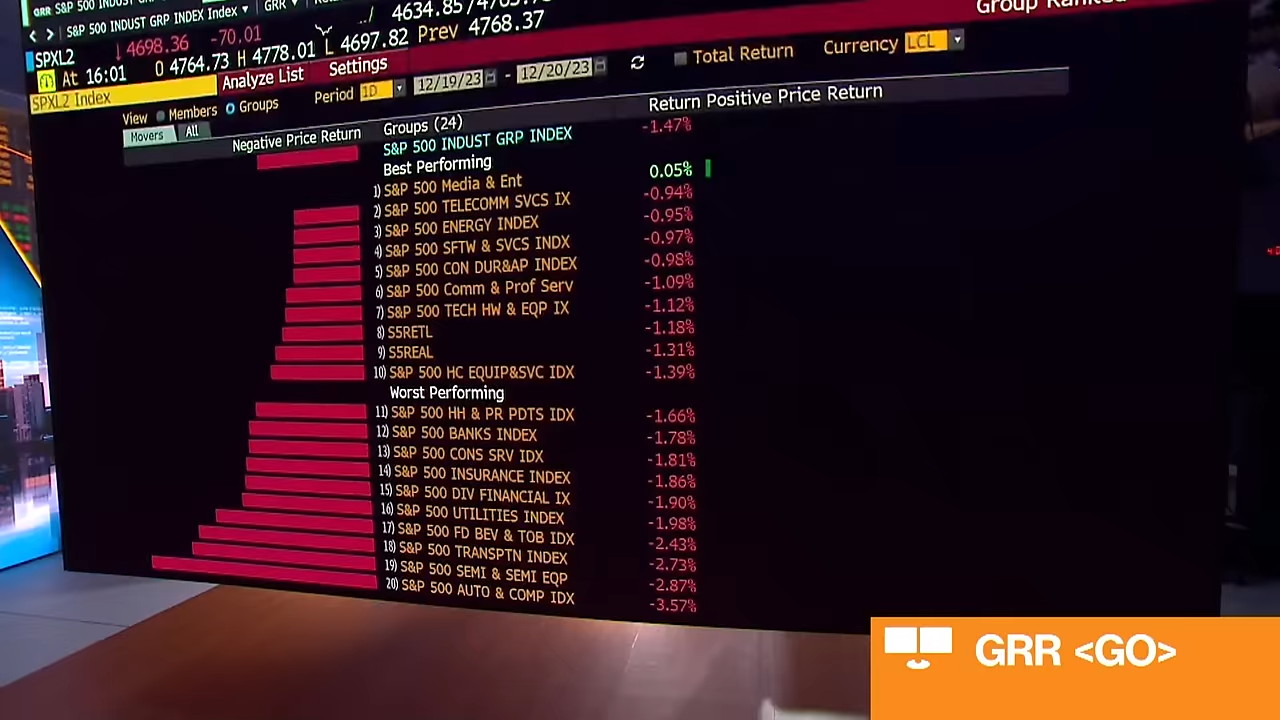 GRR S&P 500 INDUST GRP INDEX
S&P 500 INDUST GRP INDEX Index GRR
SPXL2 ↓4698.36 -70.01 4634.85
At 16:01 O 4764.73 H 4778.01 L 4697.82 Prev 4768.37
SPXL2 Index Analyze List Settings Group Ranked
View Members Groups Period 1D 12/19/23 - 12/20/23 Total Return Currency LCL
Movers All
Negative Price Return Groups (24) Return Positive Price Return
S&P 500 INDUST GRP INDEX -1.47%
Best Performing
1) S&P 500 Media & Ent 0.05%
2) S&P 500 TELECOMM SVCS IX -0.94%
3) S&P 500 ENERGY INDEX -0.95%
4) S&P 500 SFTW & SVCS INDX -0.97%
5) S&P 500 CON DUR&AP INDEX -0.98%
6) S&P 500 Comm & Prof Serv -1.09%
7) S&P 500 TECH HW & EQP IX -1.12%
8) S5RETL -1.18%
9) S5REAL -1.31%
10) S&P 500 HC EQUIP&SVC IDX -1.39%
Worst Performing
11) S&P 500 HH & PR PDTS IDX -1.66%
12) S&P 500 BANKS INDEX -1.78%
13) S&P 500 CONS SRV IDX -1.81%
14) S&P 500 INSURANCE INDEX -1.86%
15) S&P 500 DIV FINANCIAL IX -1.90%
16) S&P 500 UTILITIES INDEX -1.98%
17) S&P 500 FD BEV & TOB IDX -2.43%
18) S&P 500 TRANSPTN INDEX -2.73%
19) S&P 500 SEMI & SEMI EQP -2.87%
20) S&P 500 AUTO & COMP IDX -3.57%
GRR <GO>